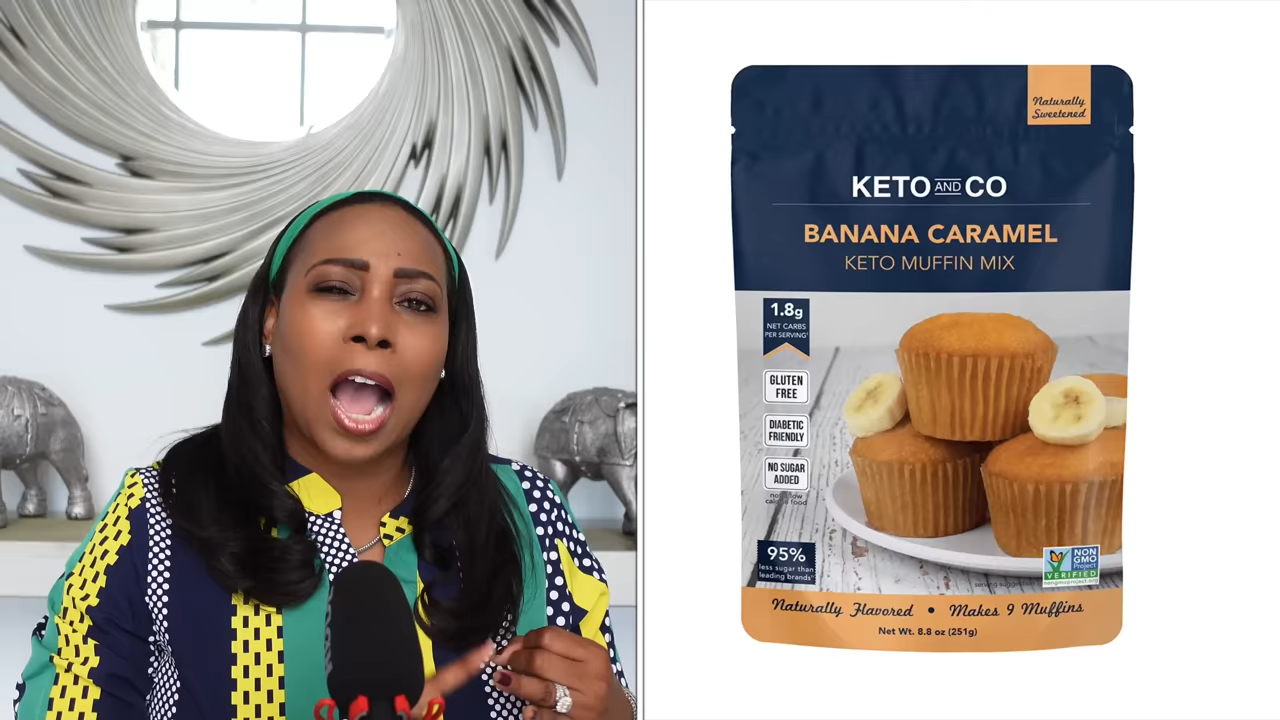 Naturally
Sweetened
KETO AND CO
BANANA CARAMEL
KETO MUFFIN MIX
1.8g
NET CARBS
PER SERVING
GLUTEN
FREE
DIABETIC
FRIENDLY
NO SUGAR
ADDED
95%
less sugar than
leading brands
NON
GMO
Project
VERIFIED
nongmoproject.org
Naturally Flavored • Makes 9 Muffins
Net Wt. 8.8 oz (251g)